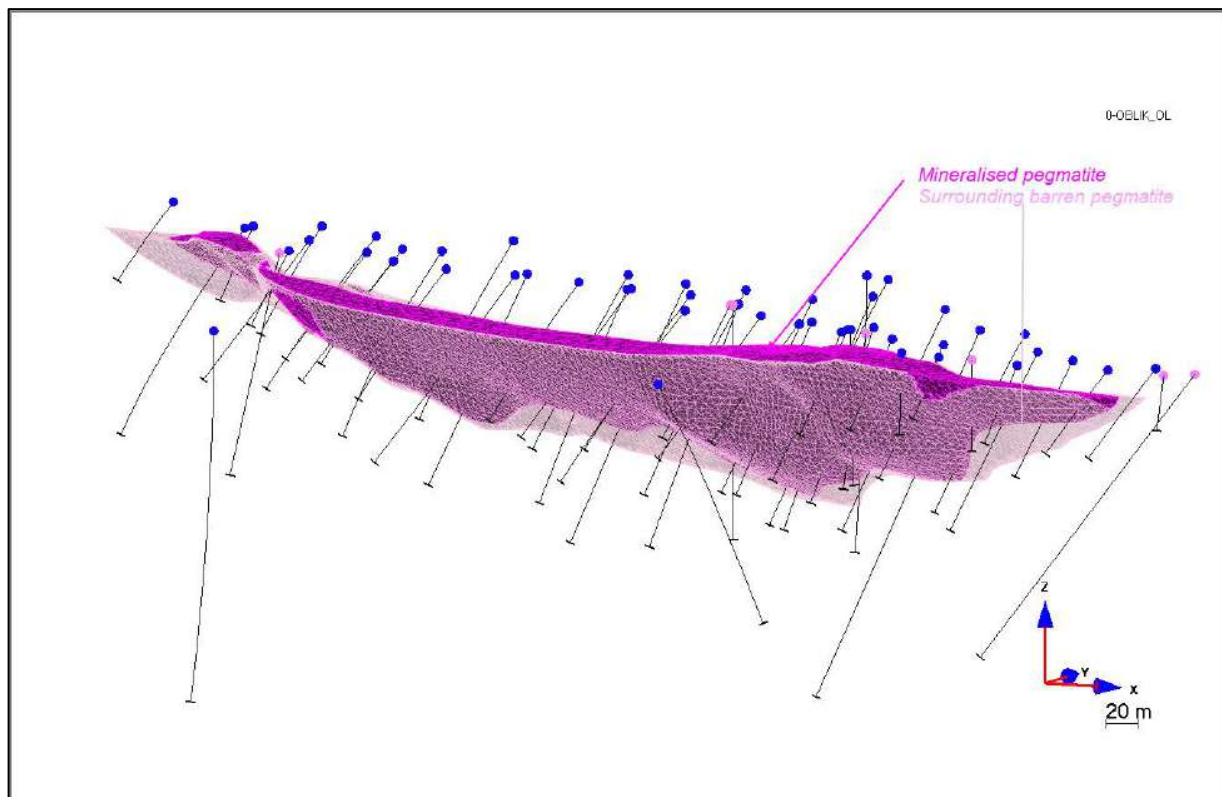 0-OBLIK_OL
Mineralised pegmatite
Surrounding barren pegmatite
Z
Y
X
20 m